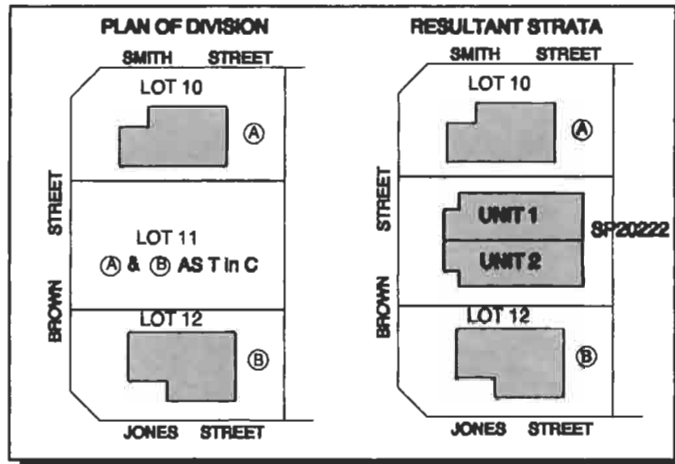 PLAN OF DIVISION
SMITH STREET
LOT 10
Ⓐ
STREET
LOT 11
Ⓐ & Ⓑ AS T in C
BROWN
LOT 12
Ⓑ
JONES STREET
RESULTANT STRATA
SMITH STREET
LOT 10
Ⓐ
STREET
UNIT 1
SP20222
UNIT 2
BROWN
LOT 12
Ⓑ
JONES STREET